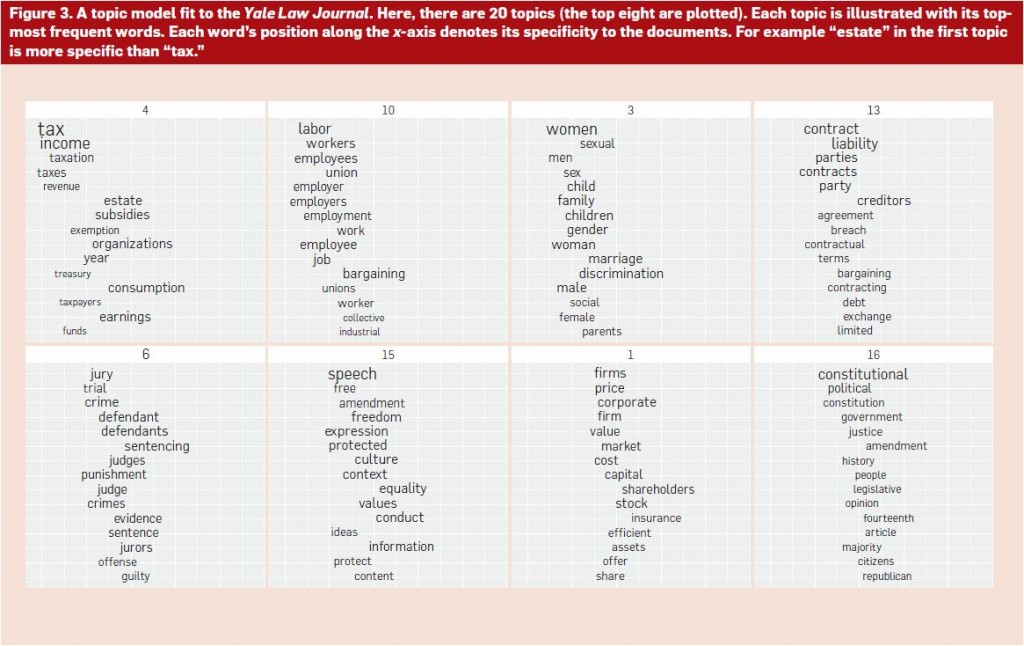 Figure 3. A topic model fit to the Yale Law Journal. Here, there are 20 topics (the top eight are plotted). Each topic is illustrated with its top-
most frequent words. Each word’s position along the x-axis denotes its specificity to the documents. For example “estate” in the first topic
is more specific than “tax.”
4
tax
income
taxation
taxes
revenue
estate
subsidies
exemption
organizations
year
treasury
consumption
taxpayers
earnings
funds
10
labor
workers
employees
union
employer
employers
employment
work
employee
job
bargaining
unions
worker
collective
industrial
3
women
sexual
men
sex
child
family
children
gender
woman
marriage
discrimination
male
social
female
parents
13
contract
liability
parties
contracts
party
creditors
agreement
breach
contractual
terms
bargaining
contracting
debt
exchange
limited
6
jury
trial
crime
defendant
defendants
sentencing
judges
punishment
judge
crimes
evidence
sentence
jurors
offense
guilty
15
speech
free
amendment
freedom
expression
protected
culture
context
equality
values
conduct
ideas
information
protect
content
1
firms
price
corporate
firm
value
market
cost
capital
shareholders
stock
insurance
efficient
assets
offer
share
16
constitutional
political
constitution
government
justice
amendment
history
people
legislative
opinion
fourteenth
article
majority
citizens
republican